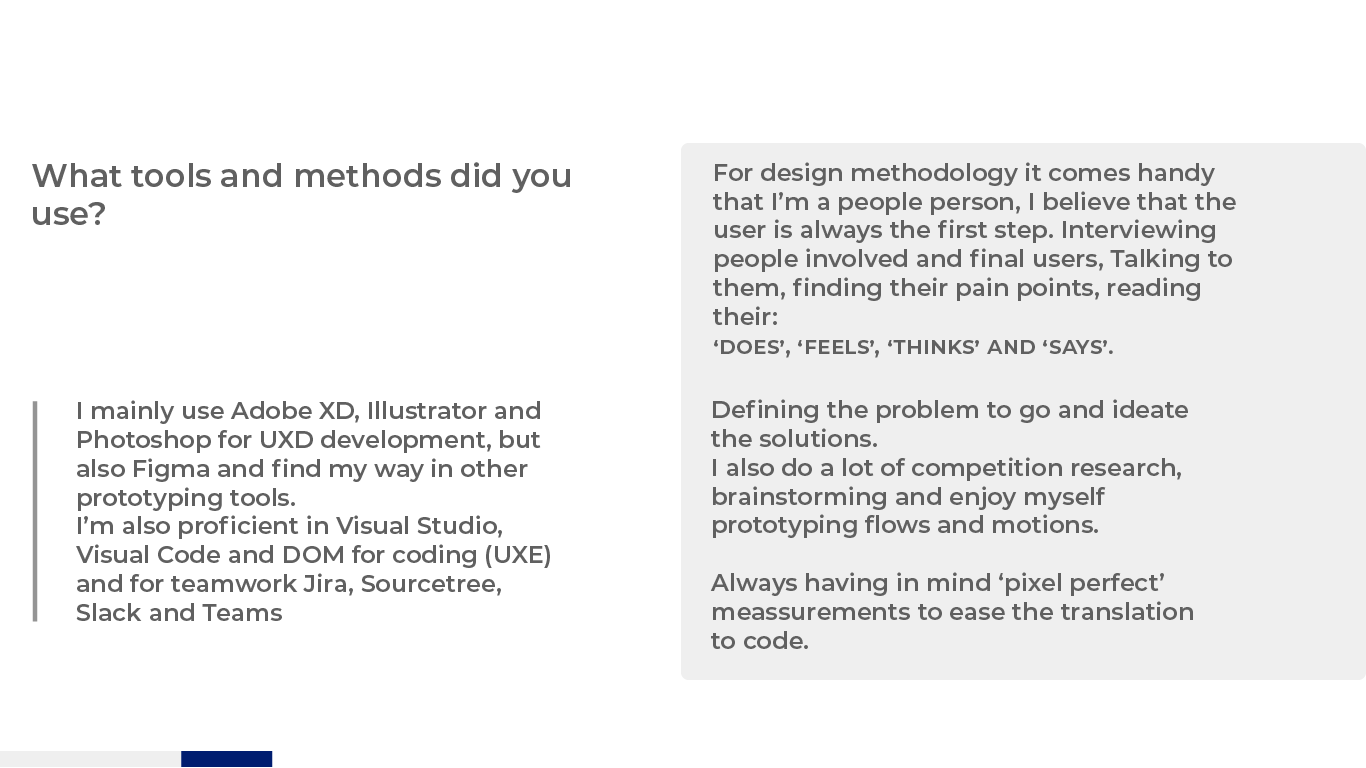 What tools and methods did you
use?
I mainly use Adobe XD, Illustrator and
Photoshop for UXD development, but
also Figma and find my way in other
prototyping tools.
I’m also proficient in Visual Studio,
Visual Code and DOM for coding (UXE)
and for teamwork Jira, Sourcetree,
Slack and Teams
For design methodology it comes handy
that I’m a people person, I believe that the
user is always the first step. Interviewing
people involved and final users, Talking to
them, finding their pain points, reading
their:
‘DOES’, ‘FEELS’, ‘THINKS’ AND ‘SAYS’.
Defining the problem to go and ideate
the solutions.
I also do a lot of competition research,
brainstorming and enjoy myself
prototyping flows and motions.
Always having in mind ‘pixel perfect’
meassurements to ease the translation
to code.